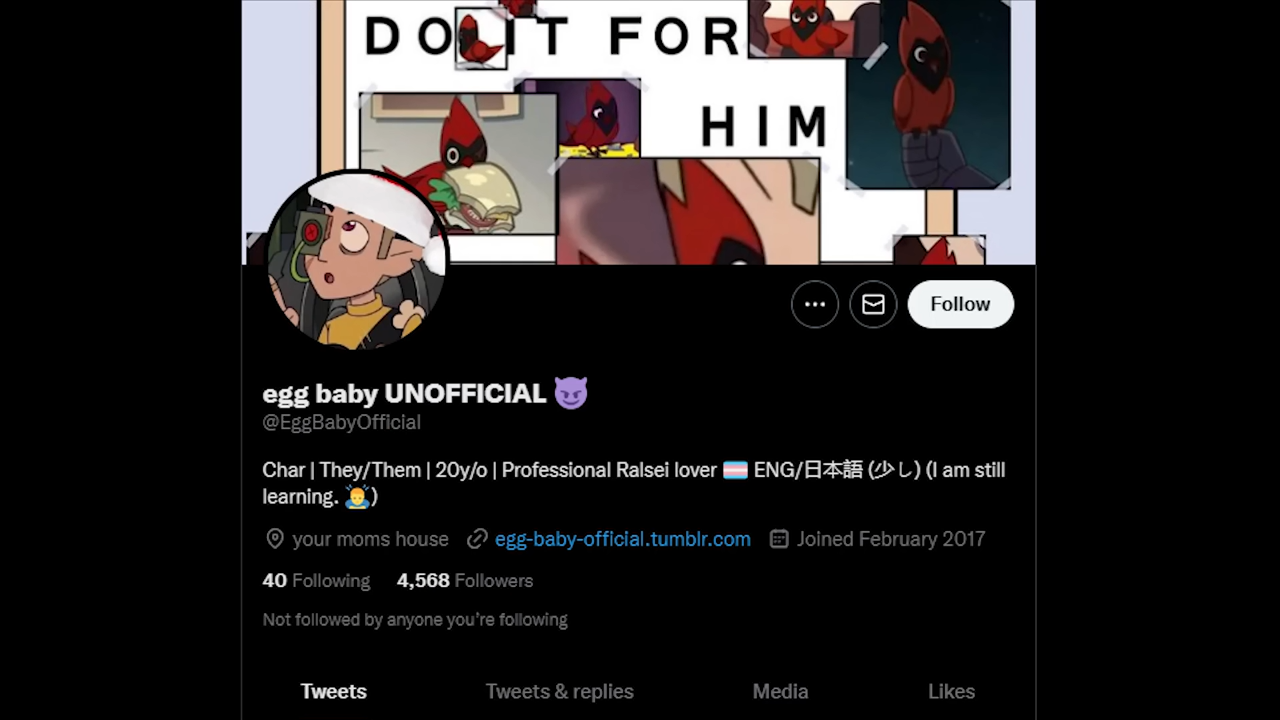 DO IT FOR
HIM
Follow
egg baby UNOFFICIAL 😈
@EggBabyOfficial
Char | They/Them | 20y/o | Professional Ralsei lover 🏳️‍⚧️ ENG/日本語 (少し) (I am still
learning. 🙇)
your moms house egg-baby-official.tumblr.com Joined February 2017
40 Following 4,568 Followers
Not followed by anyone you’re following
Tweets Tweets & replies Media Likes